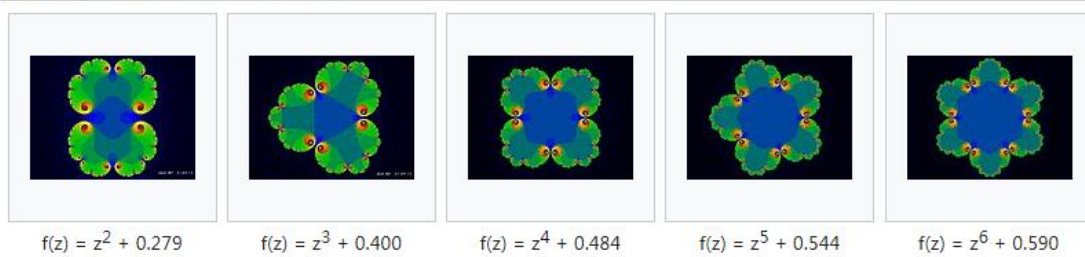 f(z) = z² + 0.279
f(z) = z³ + 0.400
f(z) = z⁴ + 0.484
f(z) = z⁵ + 0.544
f(z) = z⁶ + 0.590